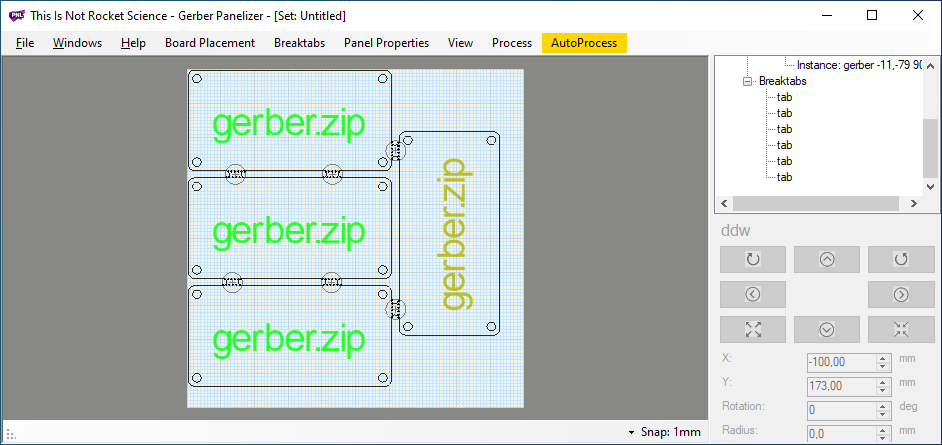 PNL
This Is Not Rocket Science - Gerber Panelizer - [Set: Untitled]
File Windows Help Board Placement Breaktabs Panel Properties View Process AutoProcess
gerber.zip
gerber.zip
gerber.zip
gerber.zip
Instance: gerber -11,-79 90
Breaktabs
tab
tab
tab
tab
tab
tab
ddw
X: -100,00 mm
Y: 173,00 mm
Rotation: 0 deg
Radius: 0,0 mm
Snap: 1mm